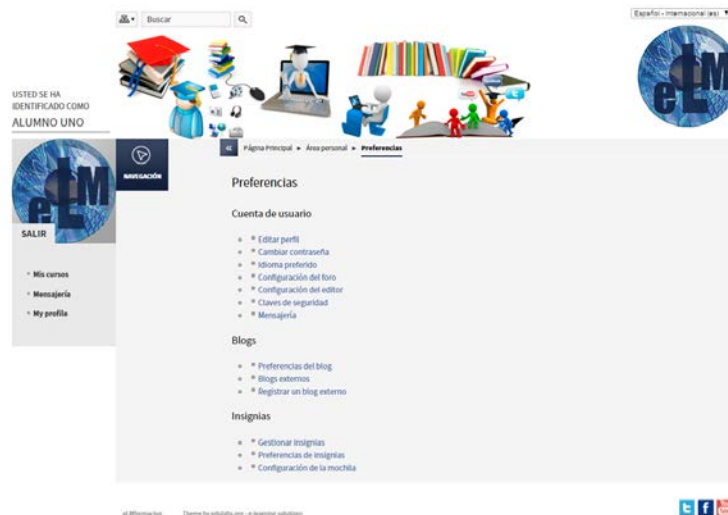 Buscar
Español - Internacional (es)
eLM
USTED SE HA
IDENTIFICADO COMO
ALUMNO UNO
eLM
SALIR
NAVEGACIÓN
« Página Principal ► Área personal ► Preferencias
Preferencias
Cuenta de usuario
Editar perfil
Cambiar contraseña
Idioma preferido
Configuración del foro
Configuración del editor
Claves de seguridad
Mensajería
Mis cursos
Mensajería
My profila
Blogs
Preferencias del blog
Blogs externos
Registrar un blog externo
Insignias
Gestionar insignias
Preferencias de insignias
Configuración de la mochila